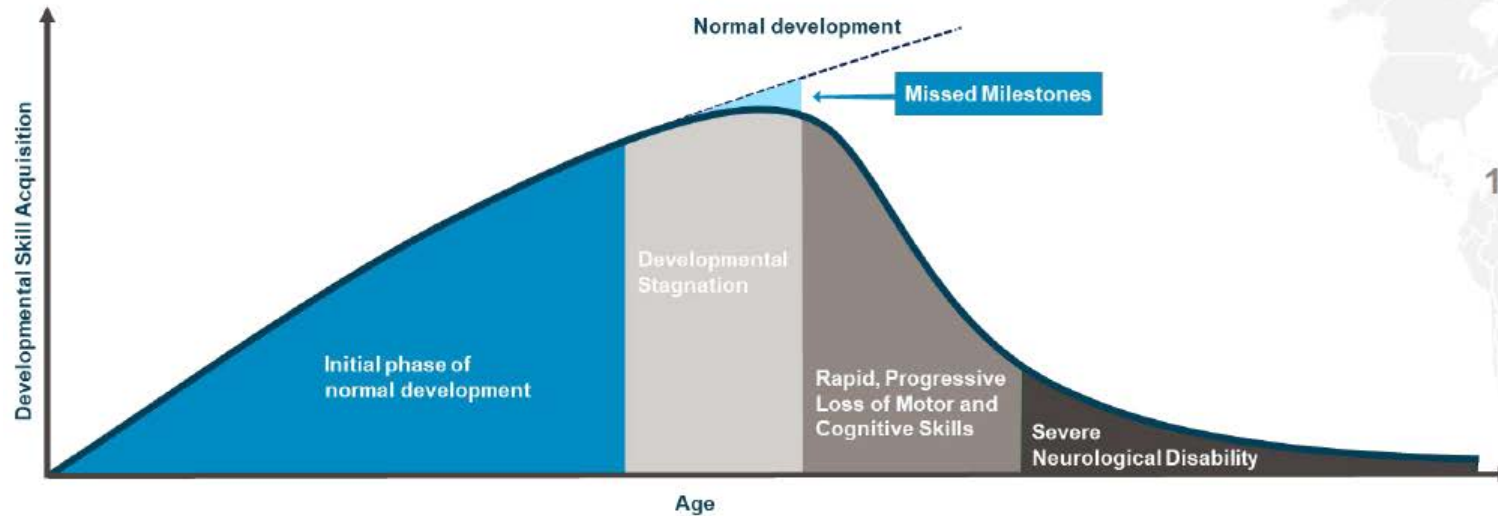 Normal development
Missed Milestones
Developmental Skill Acquisition
Developmental
Stagnation
Initial phase of
normal development
Rapid, Progressive
Loss of Motor and
Cognitive Skills
Severe
Neurological Disability
Age
1